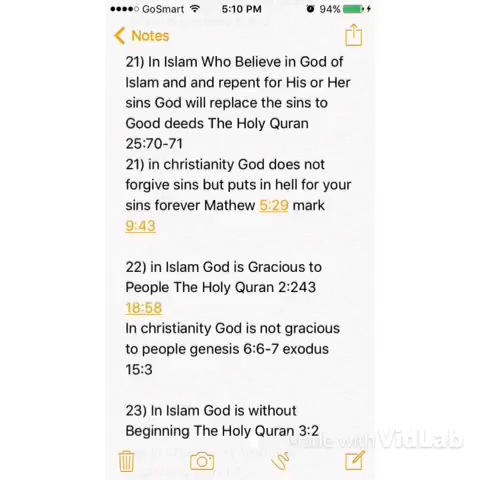 GoSmart 5:10 PM 94%
Notes
21) In Islam Who Believe in God of
Islam and and repent for His or Her
sins God will replace the sins to
Good deeds The Holy Quran
25:70-71
21) in christianity God does not
forgive sins but puts in hell for your
sins forever Mathew 5:29 mark
9:43
22) in Islam God is Gracious to
People The Holy Quran 2:243
18:58
In christianity God is not gracious
to people genesis 6:6-7 exodus
15:3
23) In Islam God is without
Beginning The Holy Quran 3:2
Made with VidLab